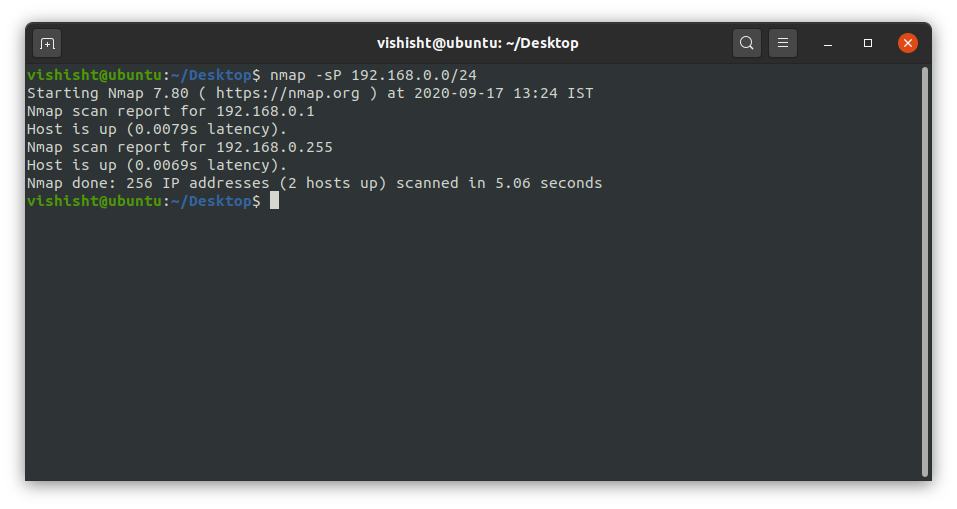 vishisht@ubuntu: ~/Desktop
vishisht@ubuntu:~/Desktop$ nmap -sP 192.168.0.0/24
Starting Nmap 7.80 ( https://nmap.org ) at 2020-09-17 13:24 IST
Nmap scan report for 192.168.0.1
Host is up (0.0079s latency).
Nmap scan report for 192.168.0.255
Host is up (0.0069s latency).
Nmap done: 256 IP addresses (2 hosts up) scanned in 5.06 seconds
vishisht@ubuntu:~/Desktop$